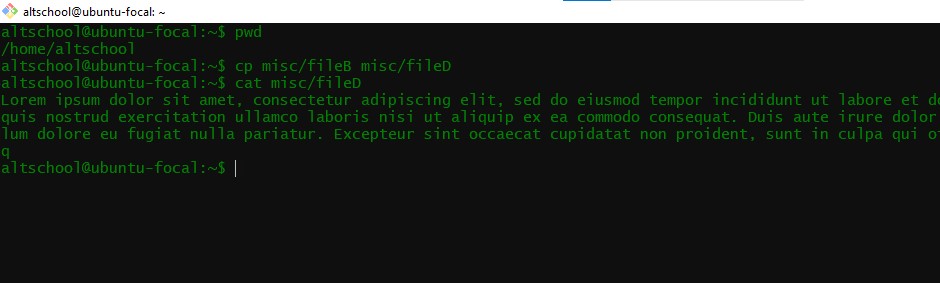 altschool@ubuntu-focal: ~
altschool@ubuntu-focal:~$ pwd
/home/altschool
altschool@ubuntu-focal:~$ cp misc/fileB misc/fileD
altschool@ubuntu-focal:~$ cat misc/fileD
Lorem ipsum dolor sit amet, consectetur adipiscing elit, sed do eiusmod tempor incididunt ut labore et do
quis nostrud exercitation ullamco laboris nisi ut aliquip ex ea commodo consequat. Duis aute irure dolor
lum dolore eu fugiat nulla pariatur. Excepteur sint occaecat cupidatat non proident, sunt in culpa qui of
q
altschool@ubuntu-focal:~$